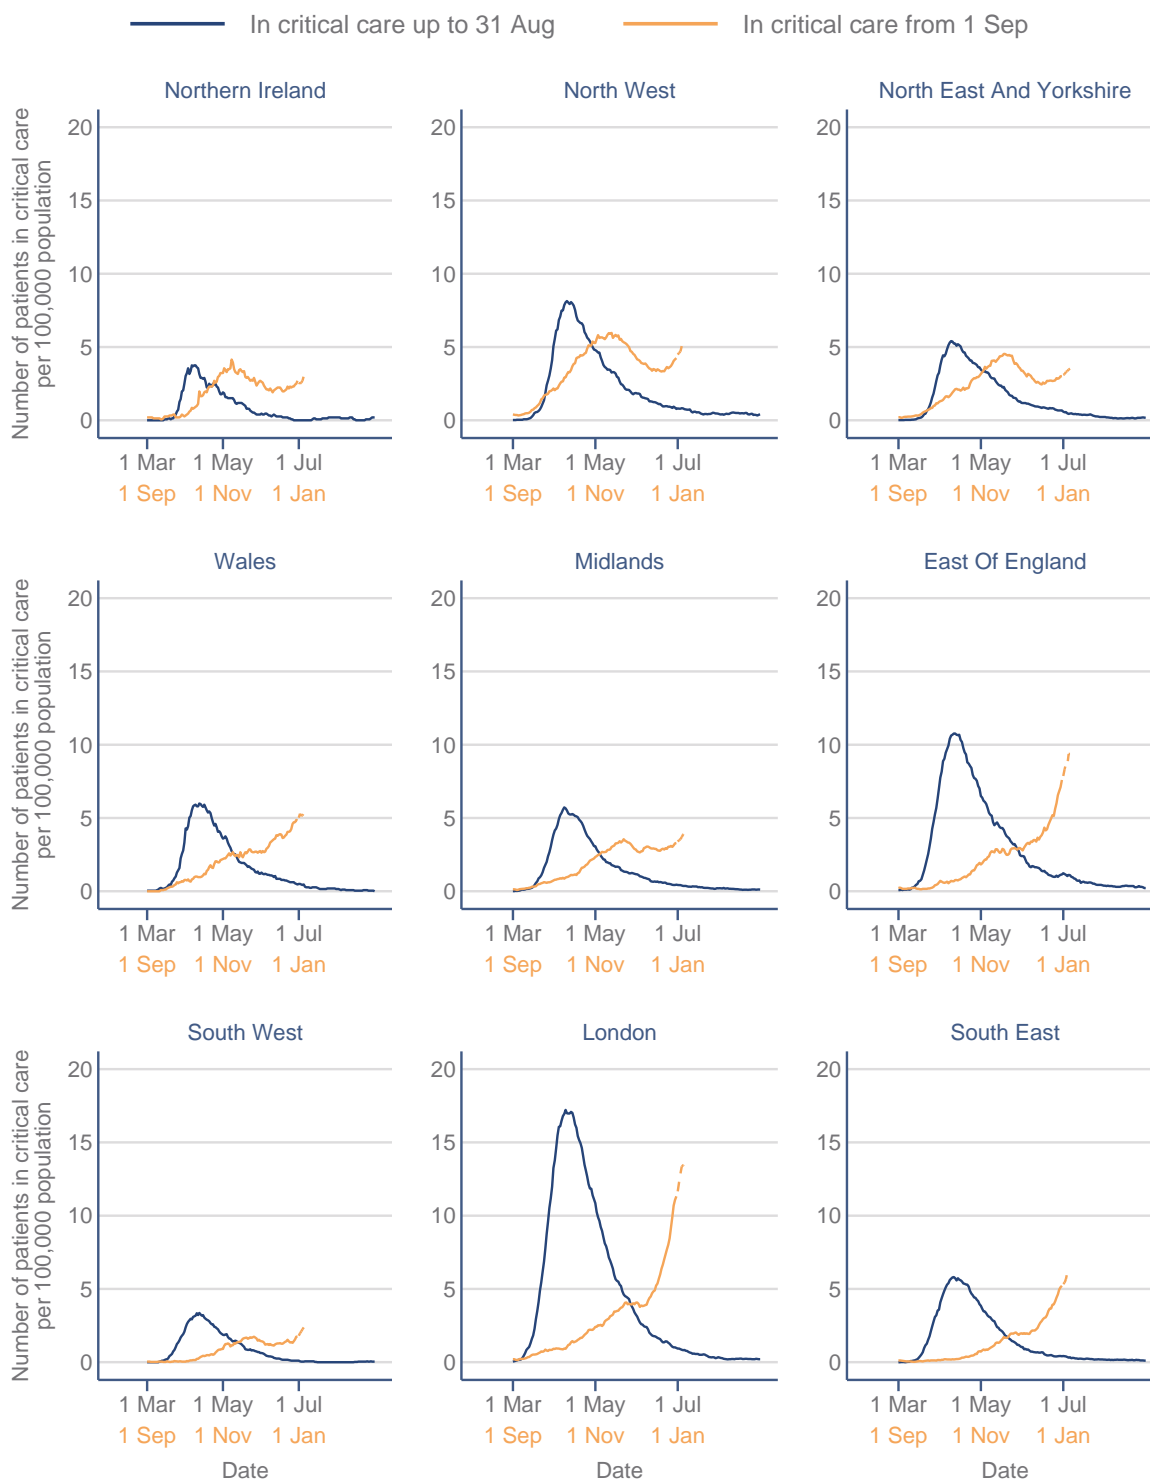 In critical care up to 31 Aug In critical care from 1 Sep
Northern Ireland North West North East And Yorkshire
Number of patients in critical care
per 100,000 population
20 20 20
15 15 15
10 10 10
5 5 5
0 0 0
1 Mar 1 May 1 Jul 1 Mar 1 May 1 Jul 1 Mar 1 May 1 Jul
1 Sep 1 Nov 1 Jan 1 Sep 1 Nov 1 Jan 1 Sep 1 Nov 1 Jan
Wales Midlands East Of England
Number of patients in critical care
per 100,000 population
20 20 20
15 15 15
10 10 10
5 5 5
0 0 0
1 Mar 1 May 1 Jul 1 Mar 1 May 1 Jul 1 Mar 1 May 1 Jul
1 Sep 1 Nov 1 Jan 1 Sep 1 Nov 1 Jan 1 Sep 1 Nov 1 Jan
South West London South East
Number of patients in critical care
per 100,000 population
20 20 20
15 15 15
10 10 10
5 5 5
0 0 0
1 Mar 1 May 1 Jul 1 Mar 1 May 1 Jul 1 Mar 1 May 1 Jul
1 Sep 1 Nov 1 Jan 1 Sep 1 Nov 1 Jan 1 Sep 1 Nov 1 Jan
Date Date Date